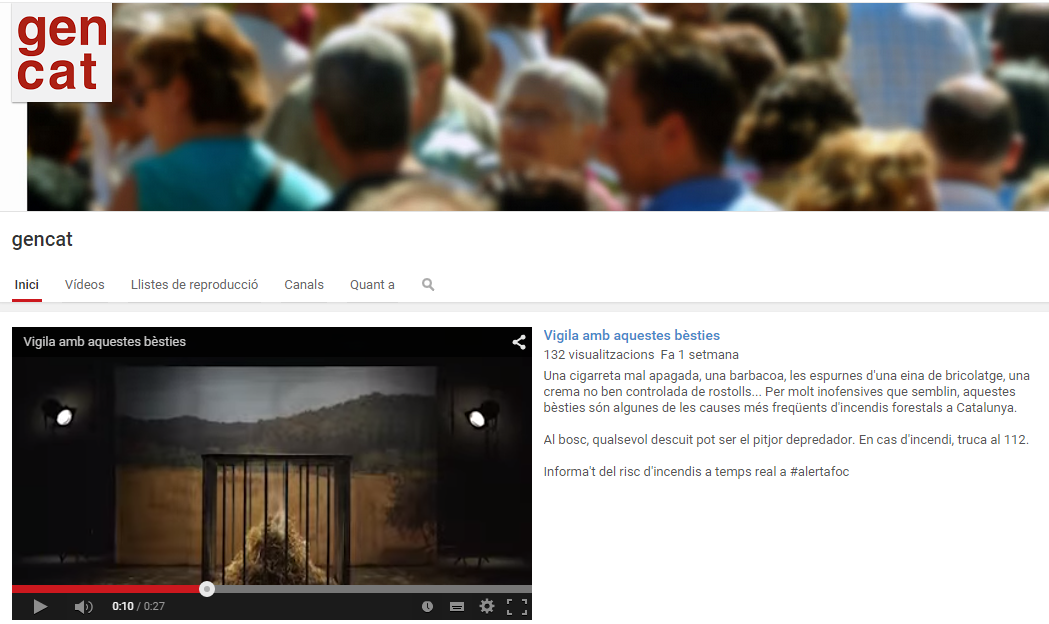 gen
cat
gencat
Inici Vídeos Llistes de reproducció Canals Quant a
Vigila amb aquestes bèsties
0:10 / 0:27
Vigila amb aquestes bèsties
132 visualitzacions Fa 1 setmana
Una cigarreta mal apagada, una barbacoa, les espurnes d'una eina de bricolatge, una
crema no ben controlada de rostolls... Per molt inofensives que semblin, aquestes
bèsties són algunes de les causes més freqüents d'incendis forestals a Catalunya.
Al bosc, qualsevol descuit pot ser el pitjor depredador. En cas d'incendi, truca al 112.
Informa't del risc d'incendis a temps real a #alertafoc